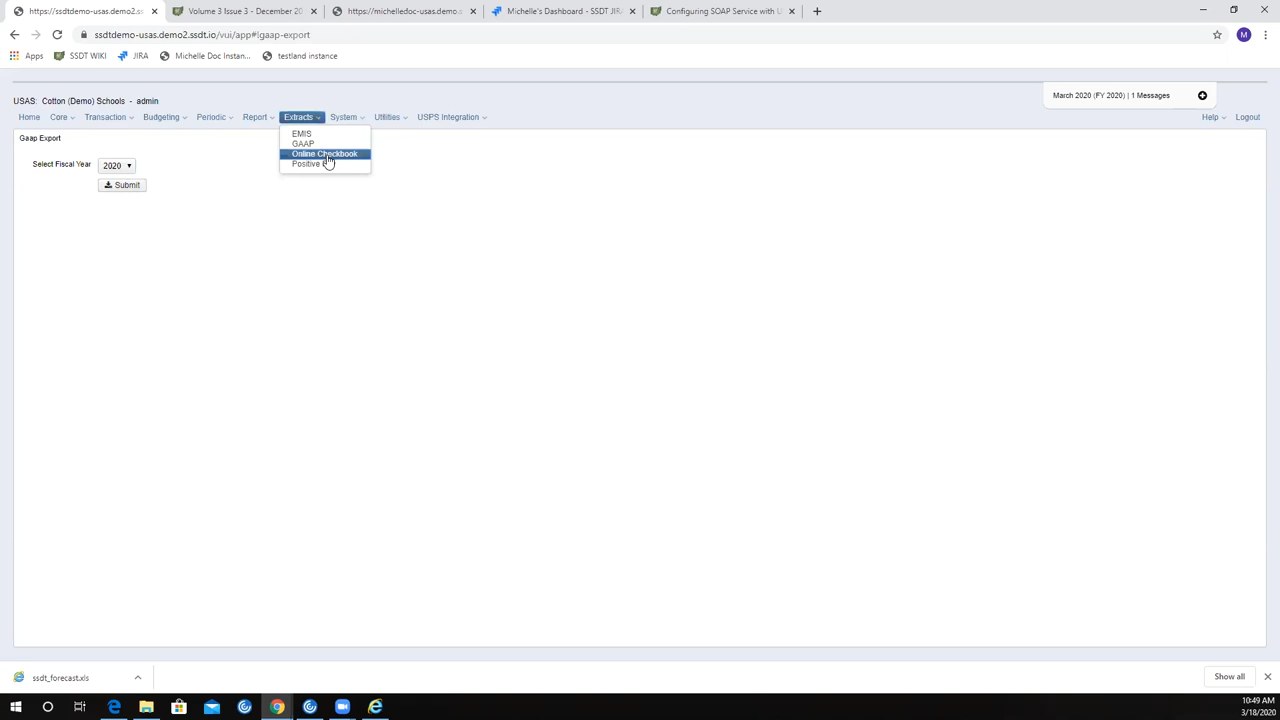 https://ssdtdemo-usas.demo2.ss
Volume 3 Issue 3 – December 20
https://michelledoc-usas.demo.s
Michelle's Dashboard - SSDT JIR
Configuring SOAP Service with U
ssdtdemo-usas.demo2.ssdt.io/vui/app#!gaap-export
M
Apps
SSDT WIKI
JIRA
Michelle Doc Instan...
testland instance
USAS: Cotton (Demo) Schools - admin
March 2020 (FY 2020) | 1 Messages
Home
Core
Transaction
Budgeting
Periodic
Report
Extracts
System
Utilities
USPS Integration
Help
Logout
EMIS
GAAP
Online Checkbook
Positive
Gaap Export
Select Fiscal Year
2020
Submit
ssdt_forecast.xls
Show all
10:49 AM
3/18/2020